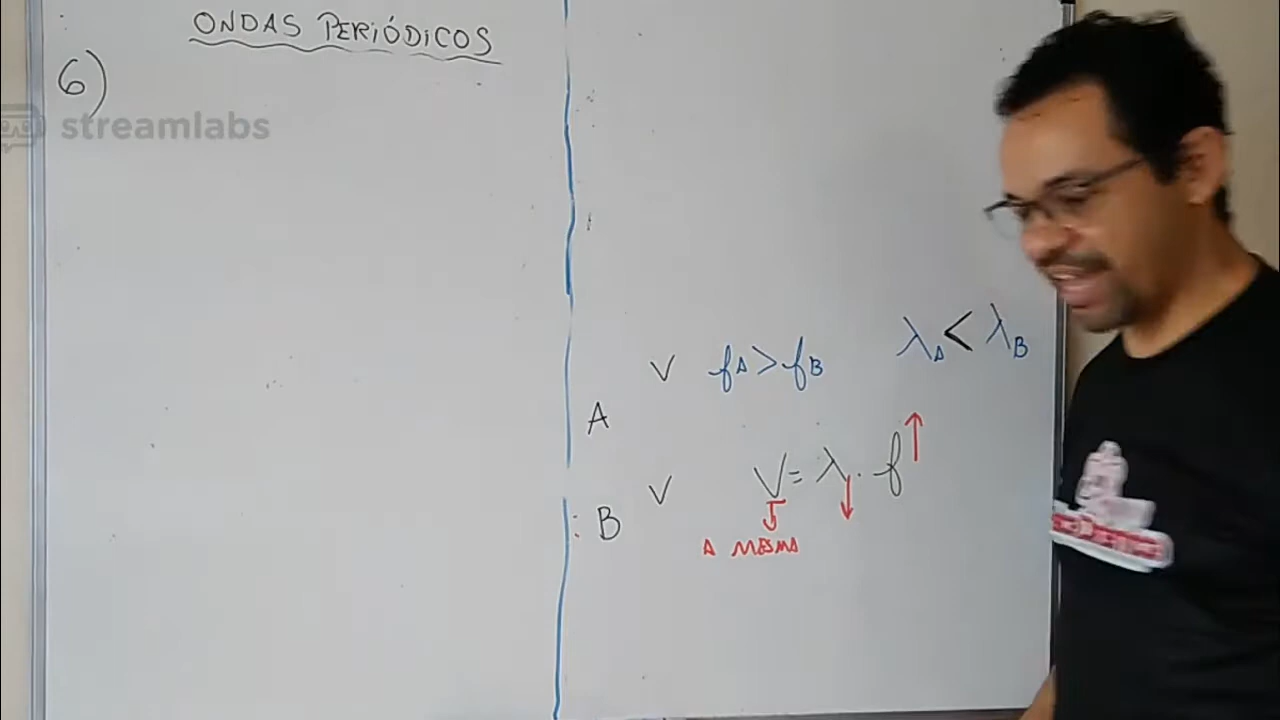 ONDAS PERIÓDICOS
6)
streamlabs
V fA > fB λA < λB
A
V = λ . f ↑
V
B
A MESMA